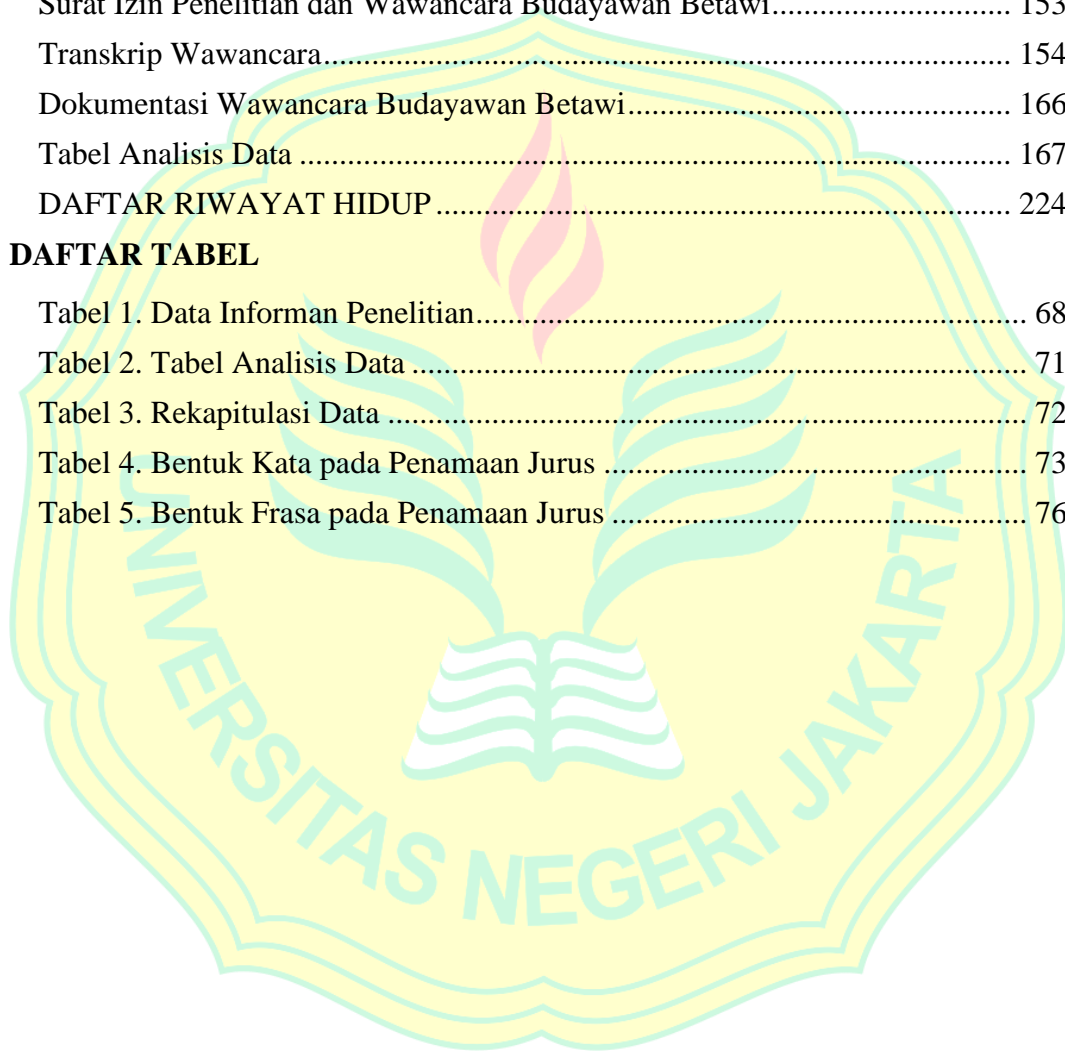 Surat Izin Penelitian dan Wawancara Budayawan Betawi.................................. 153
Transkrip Wawancara...................................................................................... 154
Dokumentasi Wawancara Budayawan Betawi................................................ 166
Tabel Analisis Data ......................................................................................... 167
DAFTAR RIWAYAT HIDUP ........................................................................ 224
DAFTAR TABEL
Tabel 1. Data Informan Penelitian..................................................................... 68
Tabel 2. Tabel Analisis Data ............................................................................. 71
Tabel 3. Rekapitulasi Data ................................................................................ 72
Tabel 4. Bentuk Kata pada Penamaan Jurus ..................................................... 73
Tabel 5. Bentuk Frasa pada Penamaan Jurus .................................................... 76
UNIVERSITAS NEGERI JAKARTA